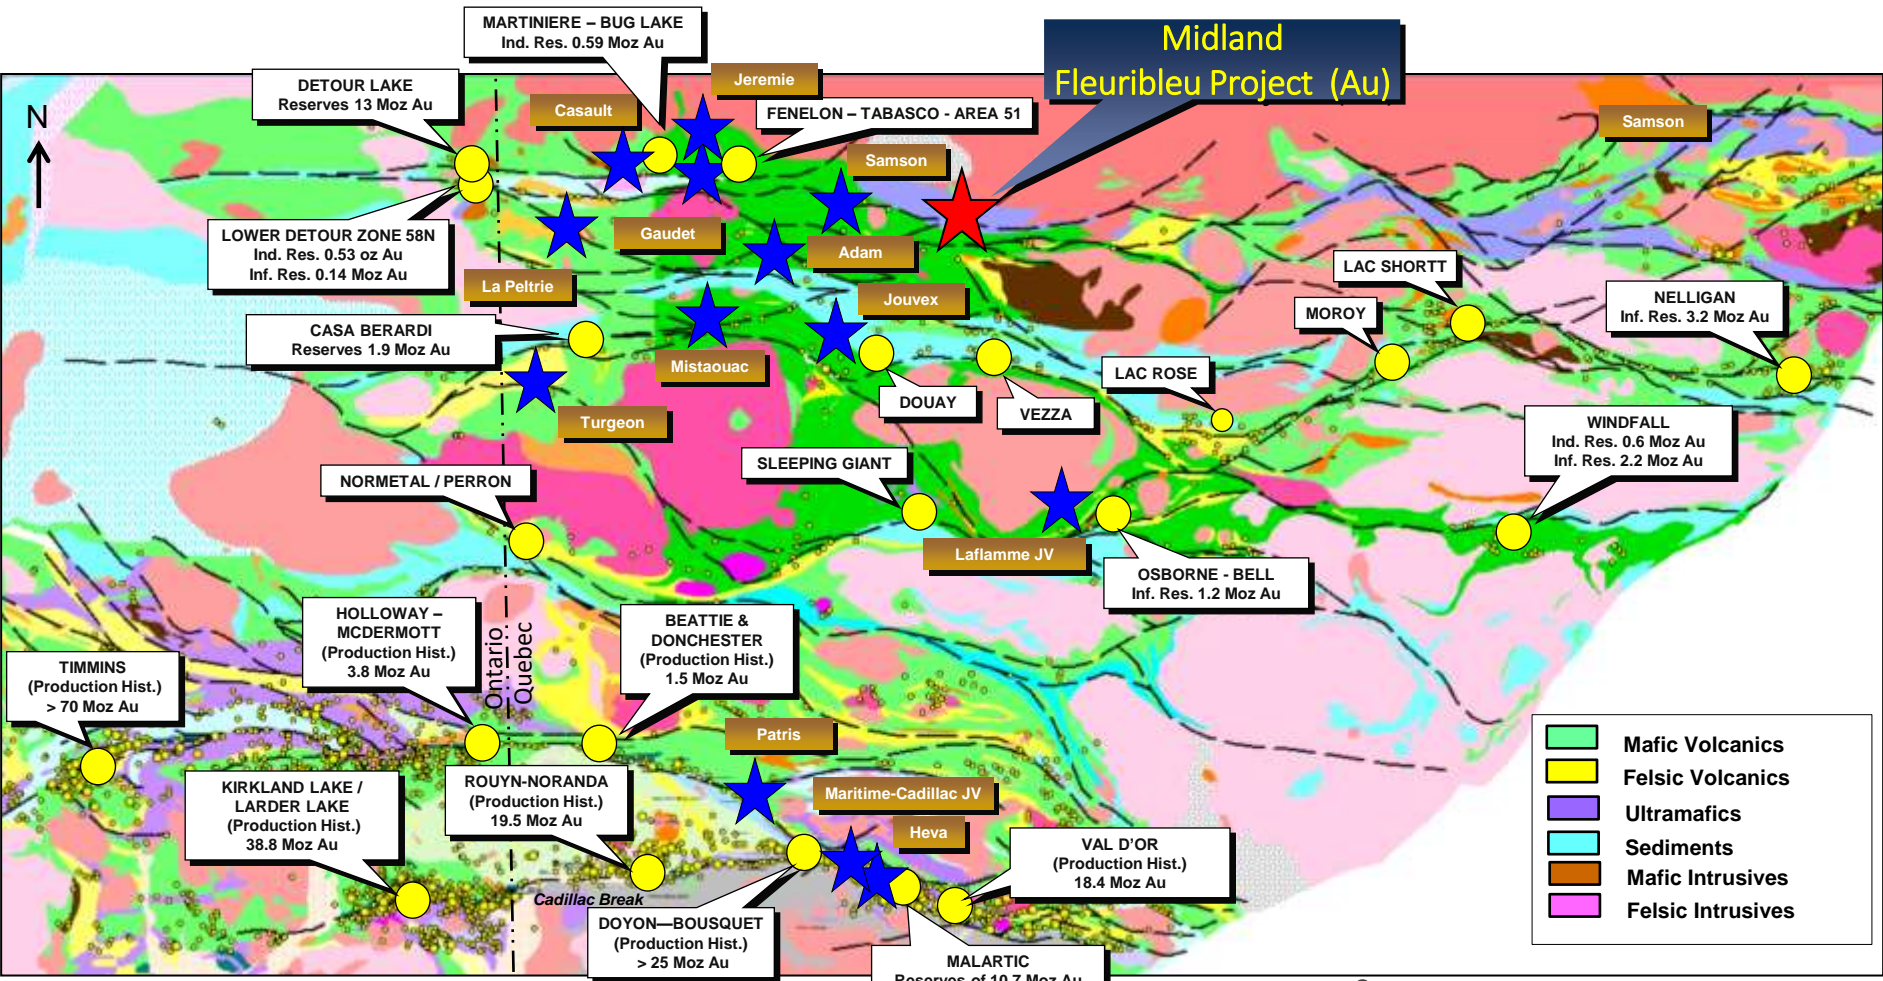 MARTINIERE – BUG LAKE
Ind. Res. 0.59 Moz Au
Midland
Fleuribleu Project (Au)
DETOUR LAKE
Reserves 13 Moz Au
Jeremie
Casault
FENELON – TABASCO - AREA 51
Samson
Samson
N
LOWER DETOUR ZONE 58N
Ind. Res. 0.53 oz Au
Inf. Res. 0.14 Moz Au
Gaudet
Adam
La Peltrie
Jouvex
LAC SHORTT
NELLIGAN
Inf. Res. 3.2 Moz Au
MOROY
CASA BERARDI
Reserves 1.9 Moz Au
Mistaouac
LAC ROSE
DOUAY
VEZZA
Turgeon
WINDFALL
Ind. Res. 0.6 Moz Au
Inf. Res. 2.2 Moz Au
SLEEPING GIANT
NORMETAL / PERRON
Laflamme JV
OSBORNE - BELL
Inf. Res. 1.2 Moz Au
HOLLOWAY –
MCDERMOTT
(Production Hist.)
3.8 Moz Au
Ontario
Quebec
BEATTIE &
DONCHESTER
(Production Hist.)
1.5 Moz Au
TIMMINS
(Production Hist.)
> 70 Moz Au
Patris
KIRKLAND LAKE /
LARDER LAKE
(Production Hist.)
38.8 Moz Au
ROUYN-NORANDA
(Production Hist.)
19.5 Moz Au
Maritime-Cadillac JV
Heva
VAL D'OR
(Production Hist.)
18.4 Moz Au
Cadillac Break
DOYON—BOUSQUET
(Production Hist.)
> 25 Moz Au
MALARTIC
Reserves of 10.7 Moz Au
Mafic Volcanics
Felsic Volcanics
Ultramafics
Sediments
Mafic Intrusives
Felsic Intrusives